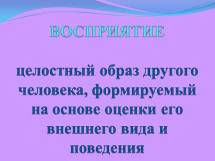 ВОСПРИЯТИЕ
целостный образ другого
человека, формируемый
на основе оценки его
внешнего вида и
поведения